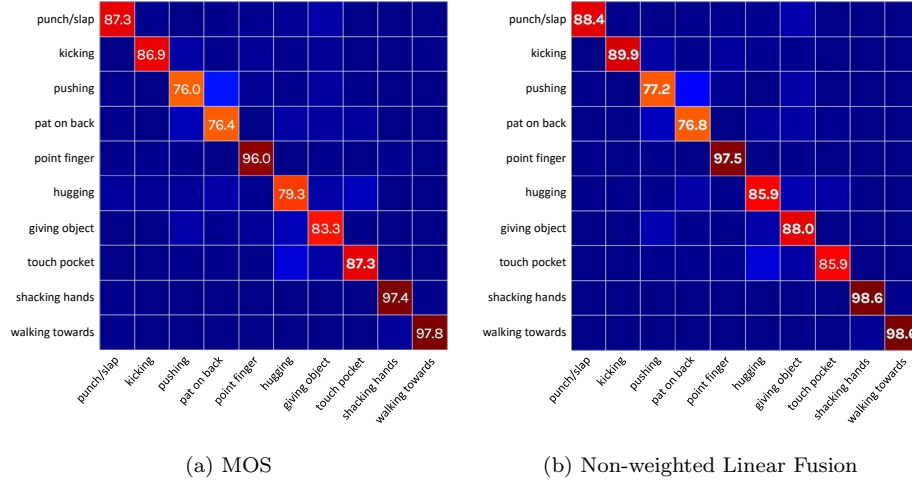 punch/slap 87.3
kicking 86.9
pushing 76.0
pat on back 76.4
point finger 96.0
hugging 79.3
giving object 83.3
touch pocket 87.3
shacking hands 97.4
walking towards 97.8
punch/slap
kicking
pushing
pat on back
point finger
hugging
giving object
touch pocket
shacking hands
walking towards
(a) MOS
punch/slap 88.4
kicking 89.9
pushing 77.2
pat on back 76.8
point finger 97.5
hugging 85.9
giving object 88.0
touch pocket 85.9
shacking hands 98.6
walking towards 98.6
punch/slap
kicking
pushing
pat on back
point finger
hugging
giving object
touch pocket
shacking hands
walking towards
(b) Non-weighted Linear Fusion